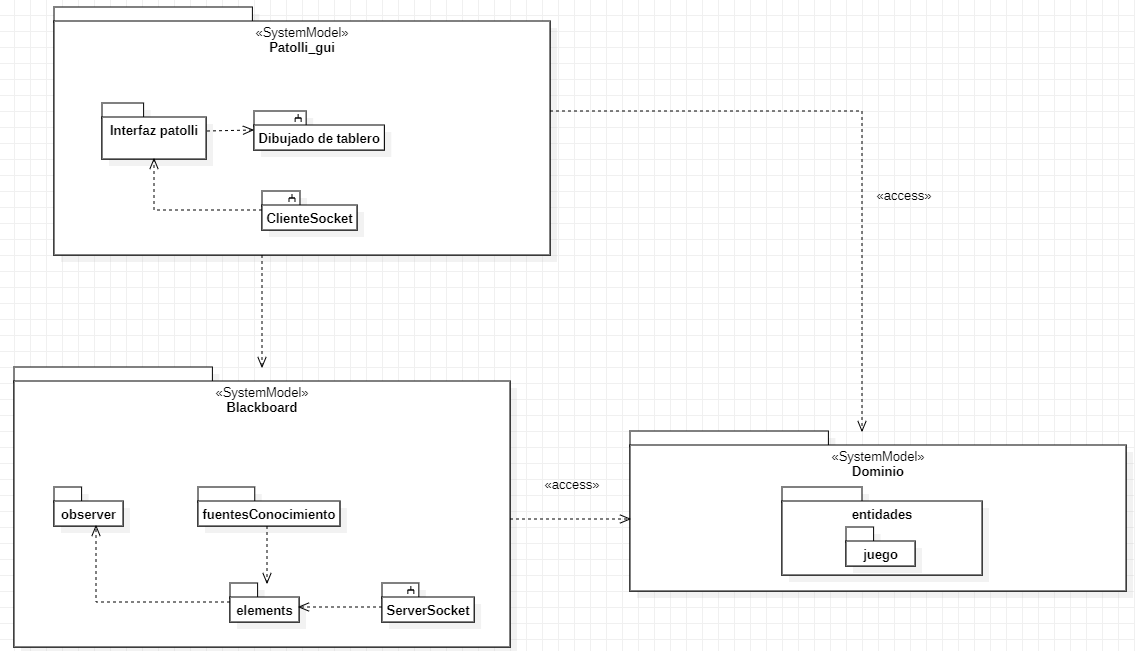 «SystemModel»
Patolli_gui
Interfaz patolli
Dibujado de tablero
ClienteSocket
«access»
«SystemModel»
Blackboard
observer
fuentesConocimiento
elements
ServerSocket
«access»
«SystemModel»
Dominio
entidades
juego